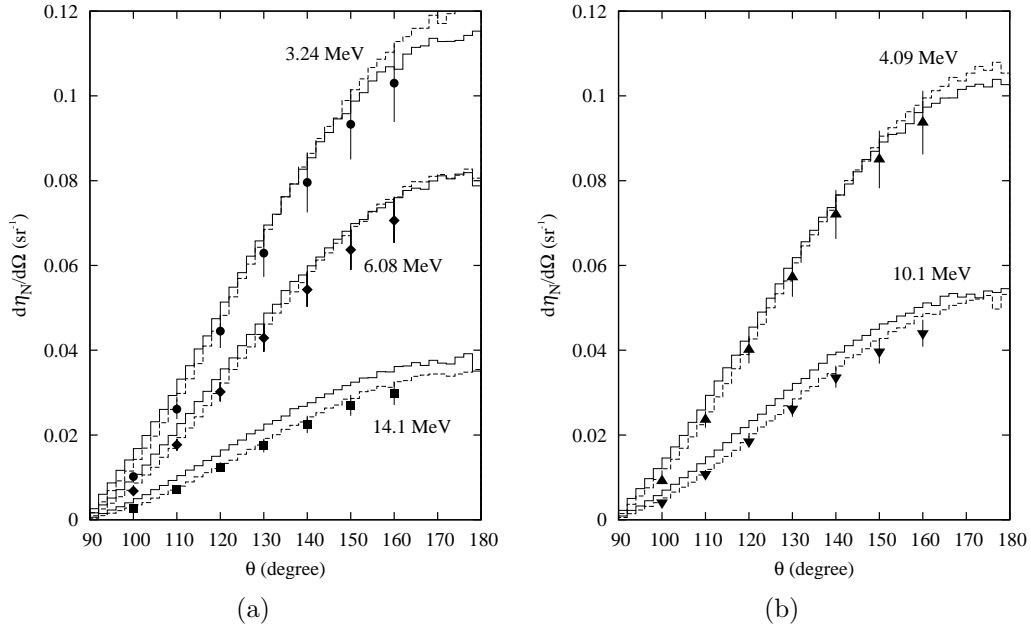 0.12
0.1
0.08
0.06
0.04
0.02
0
dη_N/dΩ (sr⁻¹)
3.24 MeV
6.08 MeV
14.1 MeV
90 100 110 120 130 140 150 160 170 180
θ (degree)
(a)
0.12
0.1
0.08
0.06
0.04
0.02
0
dη_N/dΩ (sr⁻¹)
4.09 MeV
10.1 MeV
90 100 110 120 130 140 150 160 170 180
θ (degree)
(b)